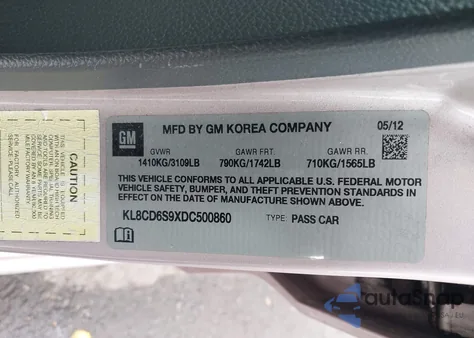 GM
MFD BY GM KOREA COMPANY 05/12
GVWR GAWR FRT. GAWR RR.
1410KG/3109LB 790KG/1742LB 710KG/1565LB
THIS VEHICLE CONFORMS TO ALL APPLICABLE U.S. FEDERAL MOTOR
VEHICLE SAFETY, BUMPER, AND THEFT PREVENTION STANDARDS IN
EFFECT ON THE DATE OF MANUFACTURE SHOWN ABOVE.
KL8CD6S9XDC500860 TYPE: PASS CAR
autoSnap